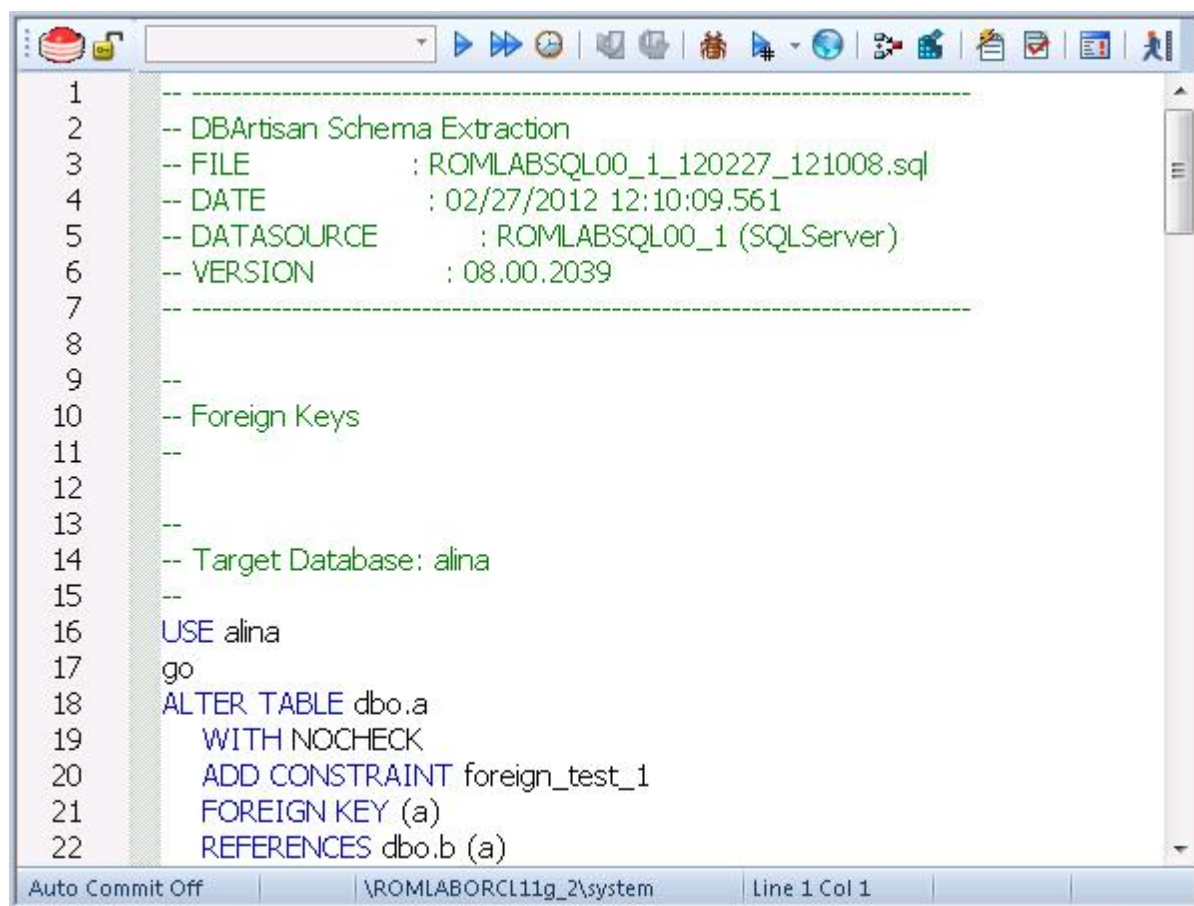 1 -- ------------------------------------------------------------------------------
2 -- DBArtisan Schema Extraction
3 -- FILE : ROMLABSQL00_1_120227_121008.sql
4 -- DATE : 02/27/2012 12:10:09.561
5 -- DATASOURCE : ROMLABSQL00_1 (SQLServer)
6 -- VERSION : 08.00.2039
7 -- ------------------------------------------------------------------------------
8
9 --
10 -- Foreign Keys
11 --
12
13 --
14 -- Target Database: alina
15 --
16 USE alina
17 go
18 ALTER TABLE dbo.a
19 WITH NOCHECK
20 ADD CONSTRAINT foreign_test_1
21 FOREIGN KEY (a)
22 REFERENCES dbo.b (a)
Auto Commit Off \ROMLABORCL11g_2\system Line 1 Col 1